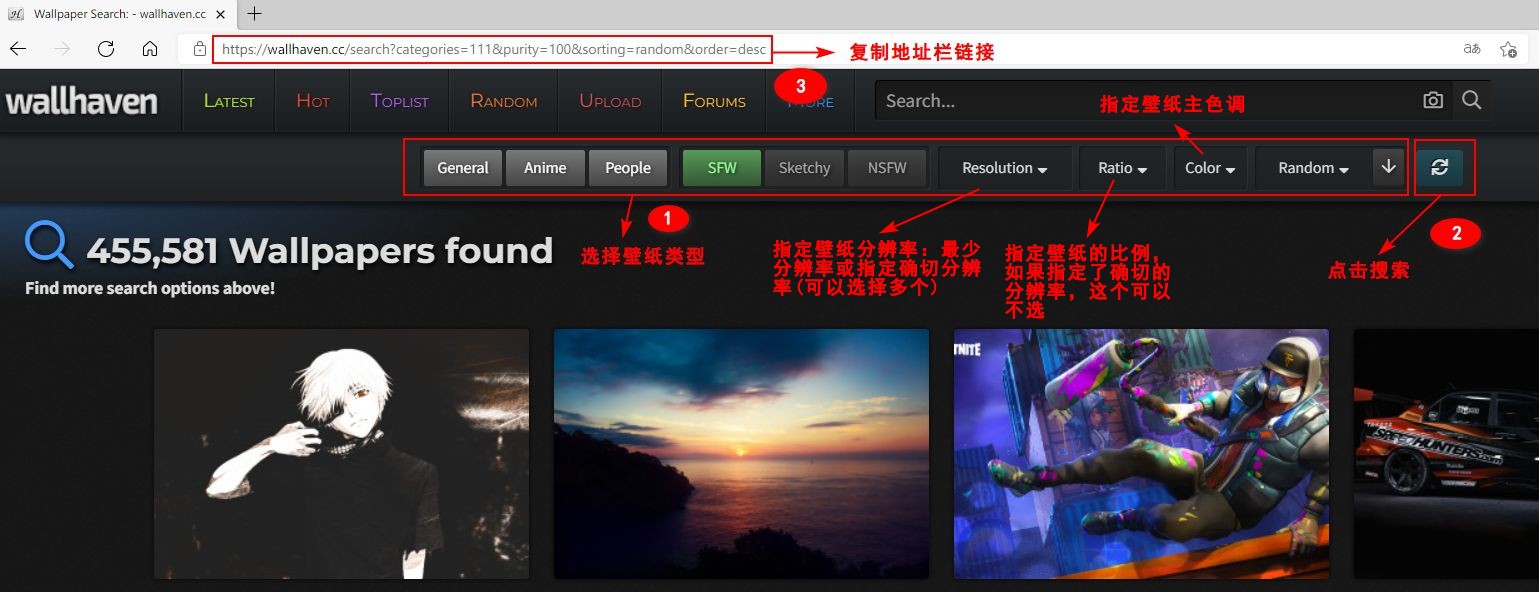 Wallpaper Search: - wallhaven.cc
https://wallhaven.cc/search?categories=111&purity=100&sorting=random&order=desc
复制地址栏链接
aあ
wallhaven
LATEST
HOT
TOPLIST
RANDOM
UPLOAD
FORUMS
3
MORE
Search...
指定壁纸主色调
General
Anime
People
SFW
Sketchy
NSFW
Resolution
Ratio
Color
Random
1
2
455,581 Wallpapers found
选择壁纸类型
指定壁纸分辨率：最少
分辨率或指定确切分辨
率(可以选择多个)
指定壁纸的比例，
如果指定了确切的
分辨率，这个可以
不选
点击搜索
Find more search options above!
TNITE
SPEEDHUNTERS.com